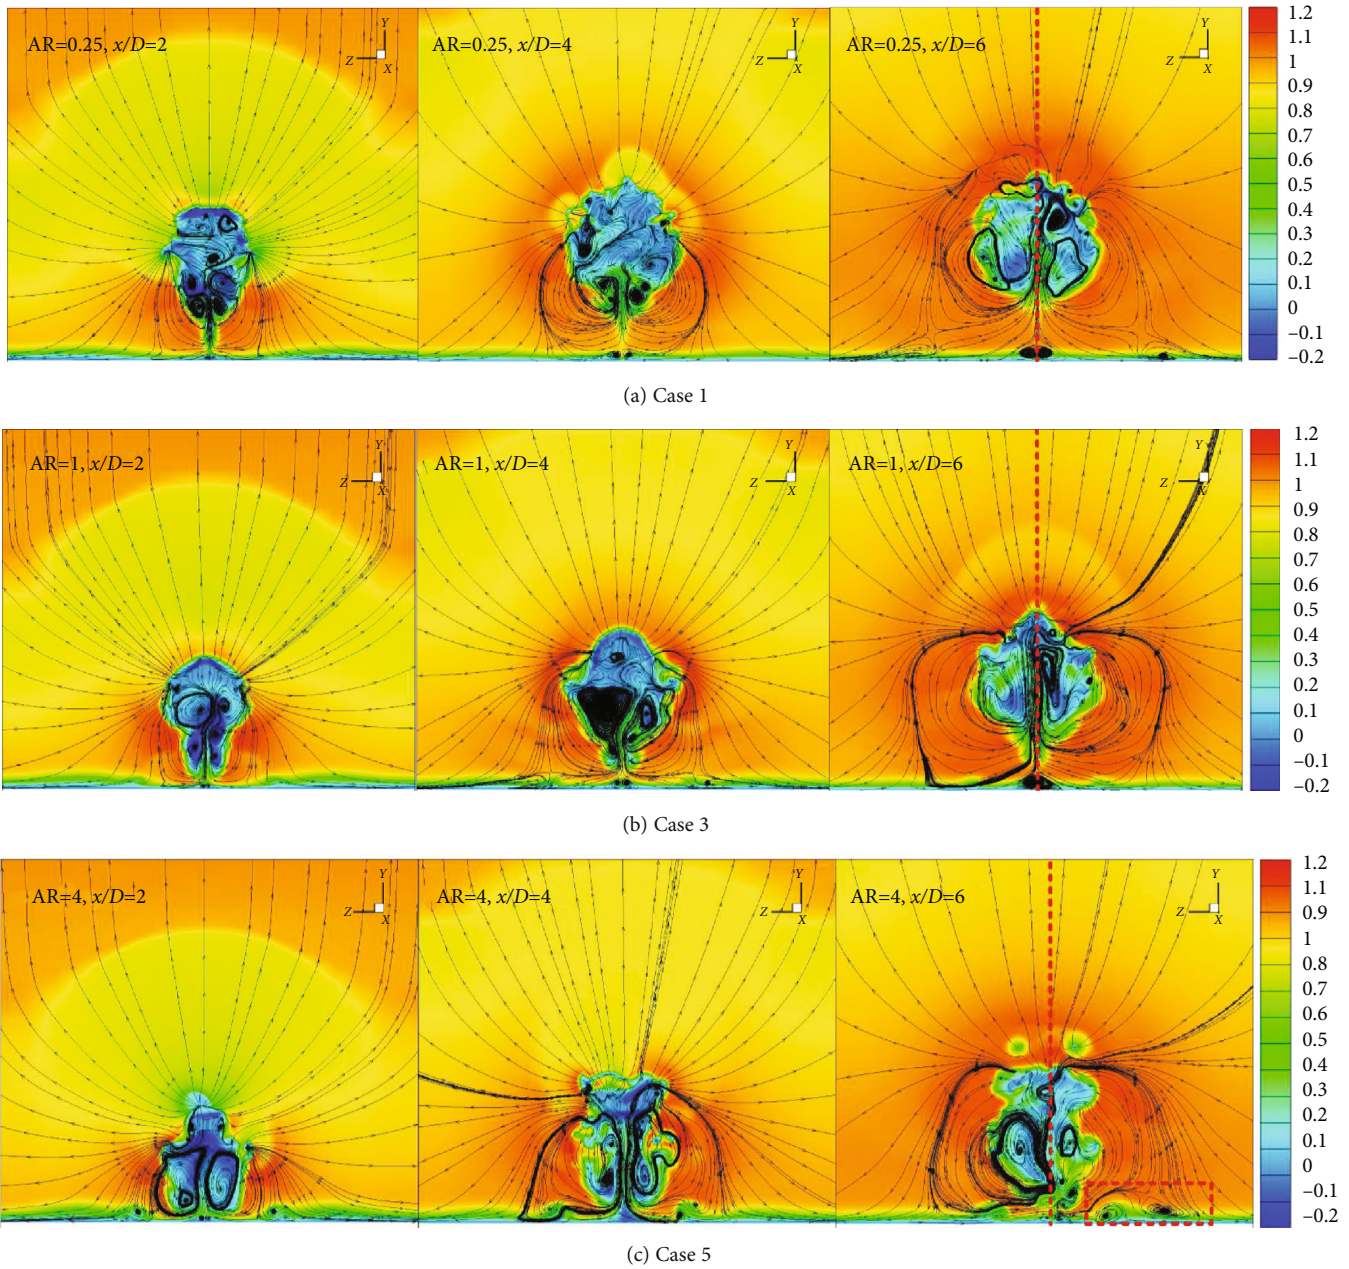 AR=0.25, x/D=2
Y
Z
X
AR=0.25, x/D=4
Y
Z
X
AR=0.25, x/D=6
Y
Z
X
1.2
1.1
1
0.9
0.8
0.7
0.6
0.5
0.4
0.3
0.2
0.1
0
–0.1
–0.2
(a) Case 1
AR=1, x/D=2
Y
Z
X
AR=1, x/D=4
Y
Z
X
AR=1, x/D=6
Y
Z
X
1.2
1.1
1
0.9
0.8
0.7
0.6
0.5
0.4
0.3
0.2
0.1
0
–0.1
–0.2
(b) Case 3
AR=4, x/D=2
Y
Z
X
AR=4, x/D=4
Y
Z
X
AR=4, x/D=6
Y
Z
X
1.2
1.1
0.9
1
0.8
0.7
0.6
0.5
0.4
0.3
0.2
0.1
0
–0.1
–0.2
(c) Case 5